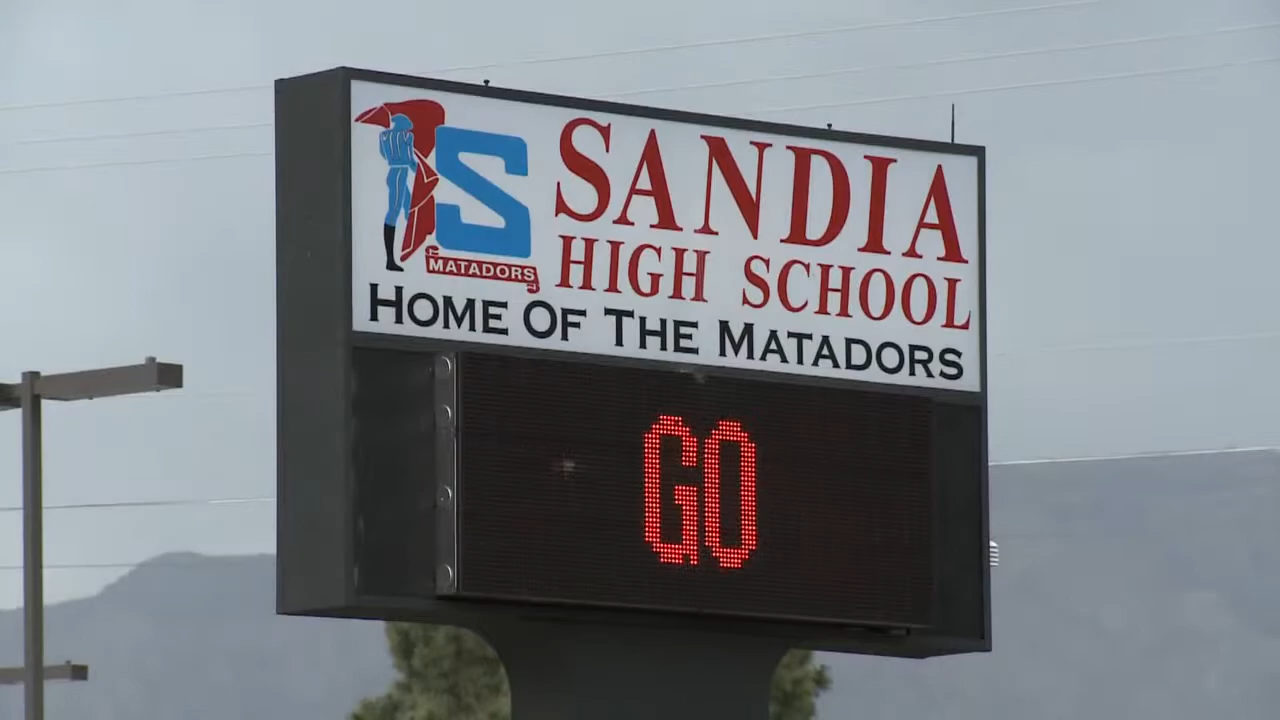 S
MATADORS
SANDIA
HIGH SCHOOL
HOME OF THE MATADORS
GO